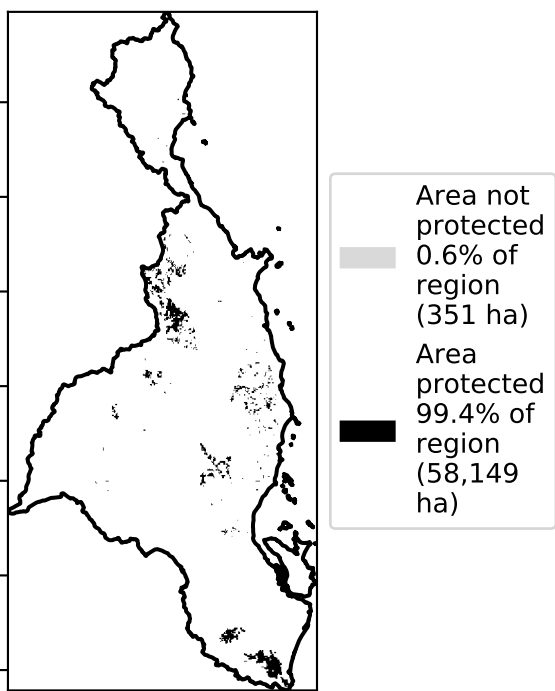 Area not
protected
0.6% of
region
(351 ha)
Area
protected
99.4% of
region
(58,149
ha)